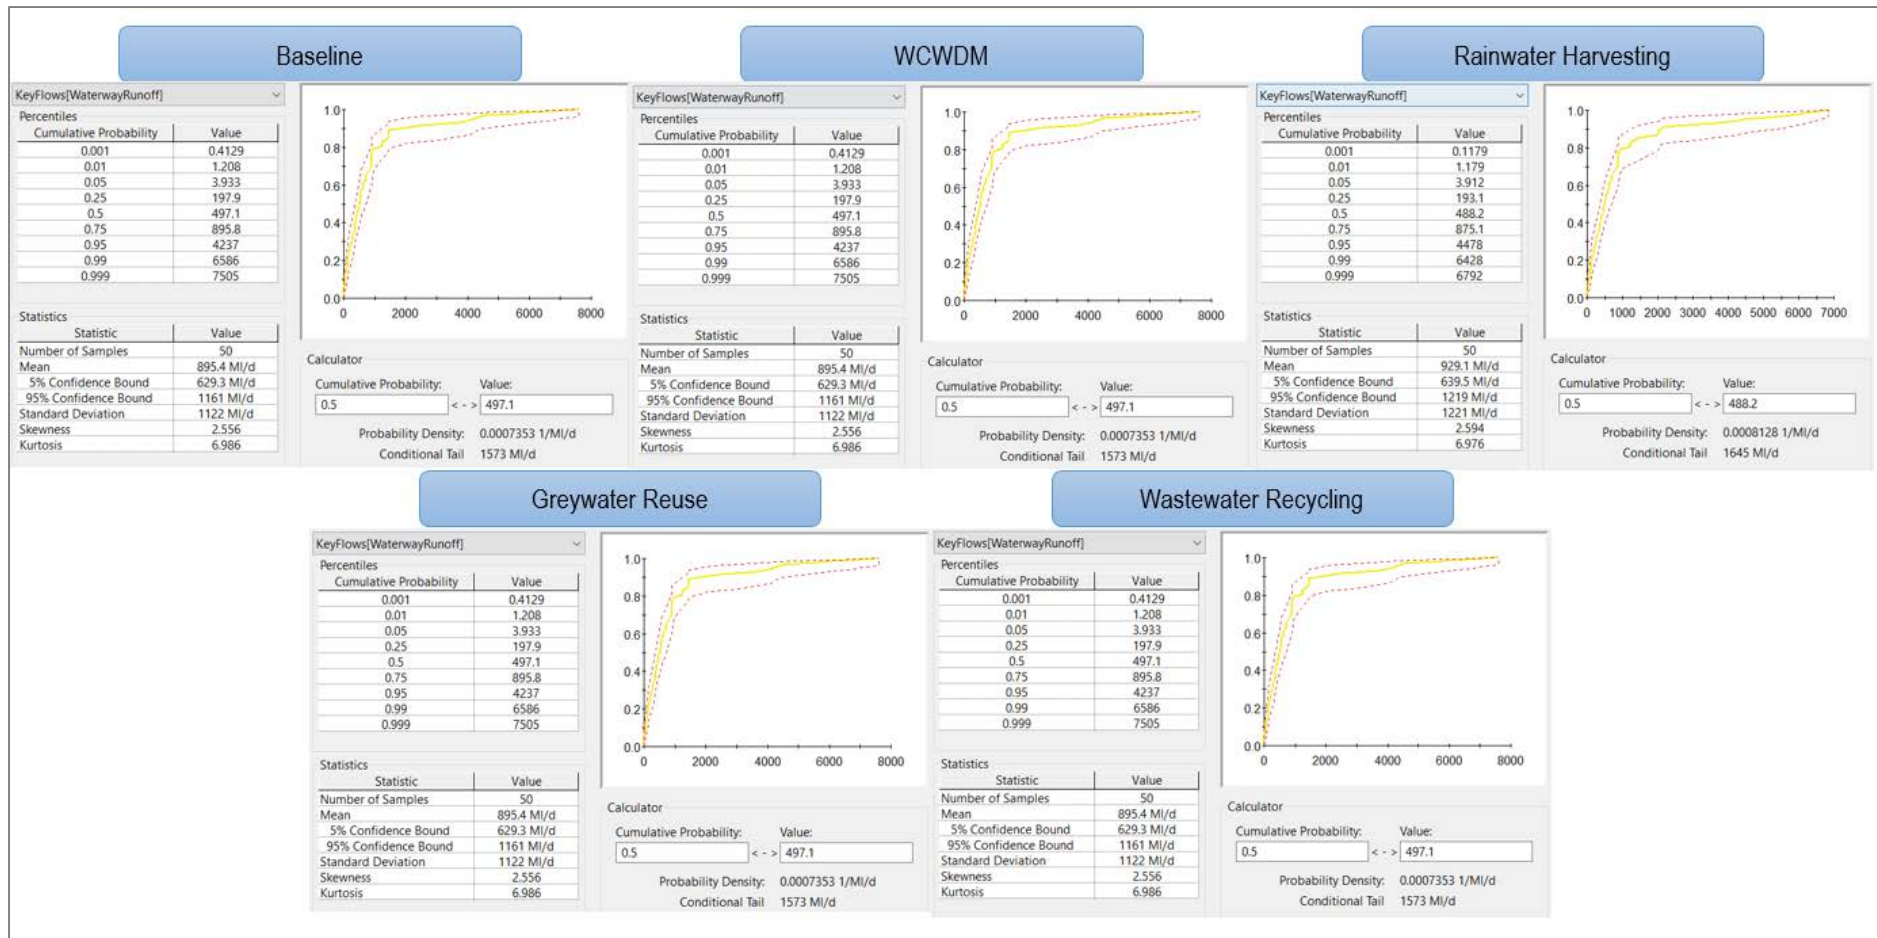 Baseline
KeyFlows[WaterwayRunoff]
Percentiles
Cumulative Probability Value
0.001 0.4129
0.01 1.208
0.05 3.933
0.25 197.9
0.5 497.1
0.75 895.8
0.95 4237
0.99 6586
0.999 7505
Statistics
Statistic Value
Number of Samples 50
Mean 895.4 Ml/d
5% Confidence Bound 629.3 Ml/d
95% Confidence Bound 1161 Ml/d
Standard Deviation 1122 Ml/d
Skewness 2.556
Kurtosis 6.986
1.0
0.8
0.6
0.4
0.2
0.0
0 2000 4000 6000 8000
Calculator
Cumulative Probability: Value:
0.5 < - > 497.1
Probability Density: 0.0007353 1/Ml/d
Conditional Tail 1573 Ml/d
WCWDM
KeyFlows[WaterwayRunoff]
Percentiles
Cumulative Probability Value
0.001 0.4129
0.01 1.208
0.05 3.933
0.25 197.9
0.5 497.1
0.75 895.8
0.95 4237
0.99 6586
0.999 7505
Statistics
Statistic Value
Number of Samples 50
Mean 895.4 Ml/d
5% Confidence Bound 629.3 Ml/d
95% Confidence Bound 1161 Ml/d
Standard Deviation 1122 Ml/d
Skewness 2.556
Kurtosis 6.986
1.0
0.8
0.6
0.4
0.2
0.0
0 2000 4000 6000 8000
Calculator
Cumulative Probability: Value:
0.5 < - > 497.1
Probability Density: 0.0007353 1/Ml/d
Conditional Tail 1573 Ml/d
Rainwater Harvesting
KeyFlows[WaterwayRunoff]
Percentiles
Cumulative Probability Value
0.001 0.1179
0.01 1.179
0.05 3.912
0.25 193.1
0.5 488.2
0.75 875.1
0.95 4478
0.99 6428
0.999 6792
Statistics
Statistic Value
Number of Samples 50
Mean 929.1 Ml/d
5% Confidence Bound 639.5 Ml/d
95% Confidence Bound 1219 Ml/d
Standard Deviation 1221 Ml/d
Skewness 2.594
Kurtosis 6.976
1.0
0.8
0.6
0.4
0.2
0.0
0 1000 2000 3000 4000 5000 6000 7000
Calculator
Cumulative Probability: Value:
0.5 < - > 488.2
Probability Density: 0.0008128 1/Ml/d
Conditional Tail 1645 Ml/d
Greywater Reuse
KeyFlows[WaterwayRunoff]
Percentiles
Cumulative Probability Value
0.001 0.4129
0.01 1.208
0.05 3.933
0.25 197.9
0.5 497.1
0.75 895.8
0.95 4237
0.99 6586
0.999 7505
Statistics
Statistic Value
Number of Samples 50
Mean 895.4 Ml/d
5% Confidence Bound 629.3 Ml/d
95% Confidence Bound 1161 Ml/d
Standard Deviation 1122 Ml/d
Skewness 2.556
Kurtosis 6.986
1.0
0.8
0.6
0.4
0.2
0.0
0 2000 4000 6000 8000
Calculator
Cumulative Probability: Value:
0.5 < - > 497.1
Probability Density: 0.0007353 1/Ml/d
Conditional Tail 1573 Ml/d
Wastewater Recycling
KeyFlows[WaterwayRunoff]
Percentiles
Cumulative Probability Value
0.001 0.4129
0.01 1.208
0.05 3.933
0.25 197.9
0.5 497.1
0.75 895.8
0.95 4237
0.99 6586
0.999 7505
Statistics
Statistic Value
Number of Samples 50
Mean 895.4 Ml/d
5% Confidence Bound 629.3 Ml/d
95% Confidence Bound 1161 Ml/d
Standard Deviation 1122 Ml/d
Skewness 2.556
Kurtosis 6.986
1.0
0.8
0.6
0.4
0.2
0.0
0 2000 4000 6000 8000
Calculator
Cumulative Probability: Value:
0.5 < - > 497.1
Probability Density: 0.0007353 1/Ml/d
Conditional Tail 1573 Ml/d